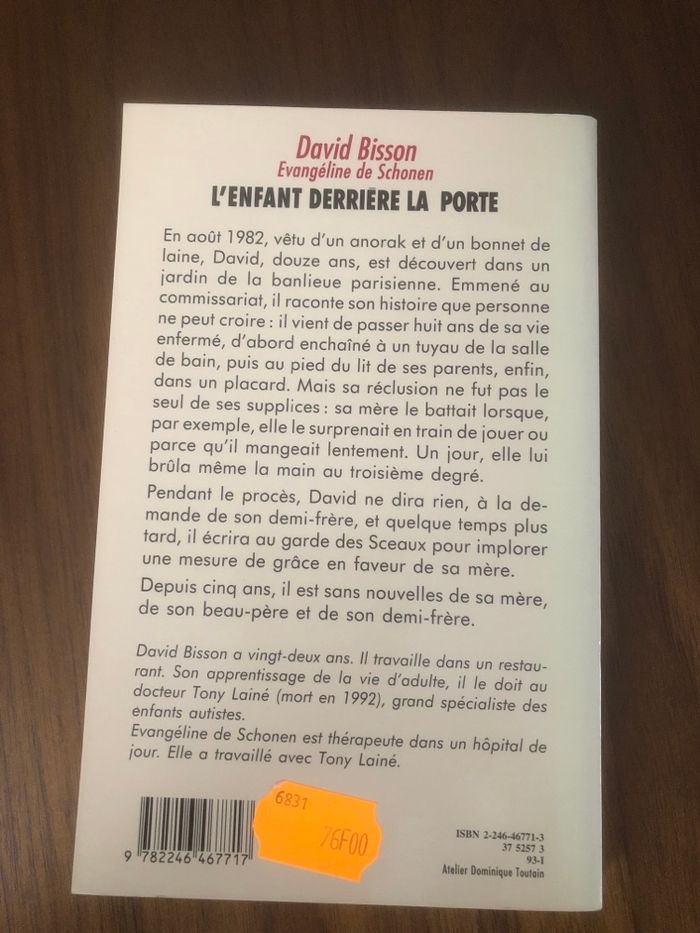 David Bisson
Evangéline de Schonen
L'ENFANT DERRIÈRE LA PORTE
En août 1982, vêtu d'un anorak et d'un bonnet de
laine, David, douze ans, est découvert dans un
jardin de la banlieue parisienne. Emmené au
commissariat, il raconte son histoire que personne
ne peut croire : il vient de passer huit ans de sa vie
enfermé, d'abord enchaîné à un tuyau de la salle
de bain, puis au pied du lit de ses parents, enfin,
dans un placard. Mais sa réclusion ne fut pas le
seul de ses supplices : sa mère le battait lorsque,
par exemple, elle le surprenait en train de jouer ou
parce qu'il mangeait lentement. Un jour, elle lui
brûla même la main au troisième degré.
Pendant le procès, David ne dira rien, à la de-
mande de son demi-frère, et quelque temps plus
tard, il écrira au garde des Sceaux pour implorer
une mesure de grâce en faveur de sa mère.
Depuis cinq ans, il est sans nouvelles de sa mère,
de son beau-père et de son demi-frère.
David Bisson a vingt-deux ans. Il travaille dans un restau-
rant. Son apprentissage de la vie d'adulte, il le doit au
docteur Tony Lainé (mort en 1992), grand spécialiste des
enfants autistes.
Evangéline de Schonen est thérapeute dans un hôpital de
jour. Elle a travaillé avec Tony Lainé.
6831
76F00
9 782246 467717
ISBN 2-246-46771-3
37 5257 3
93-I
Atelier Dominique Toutain